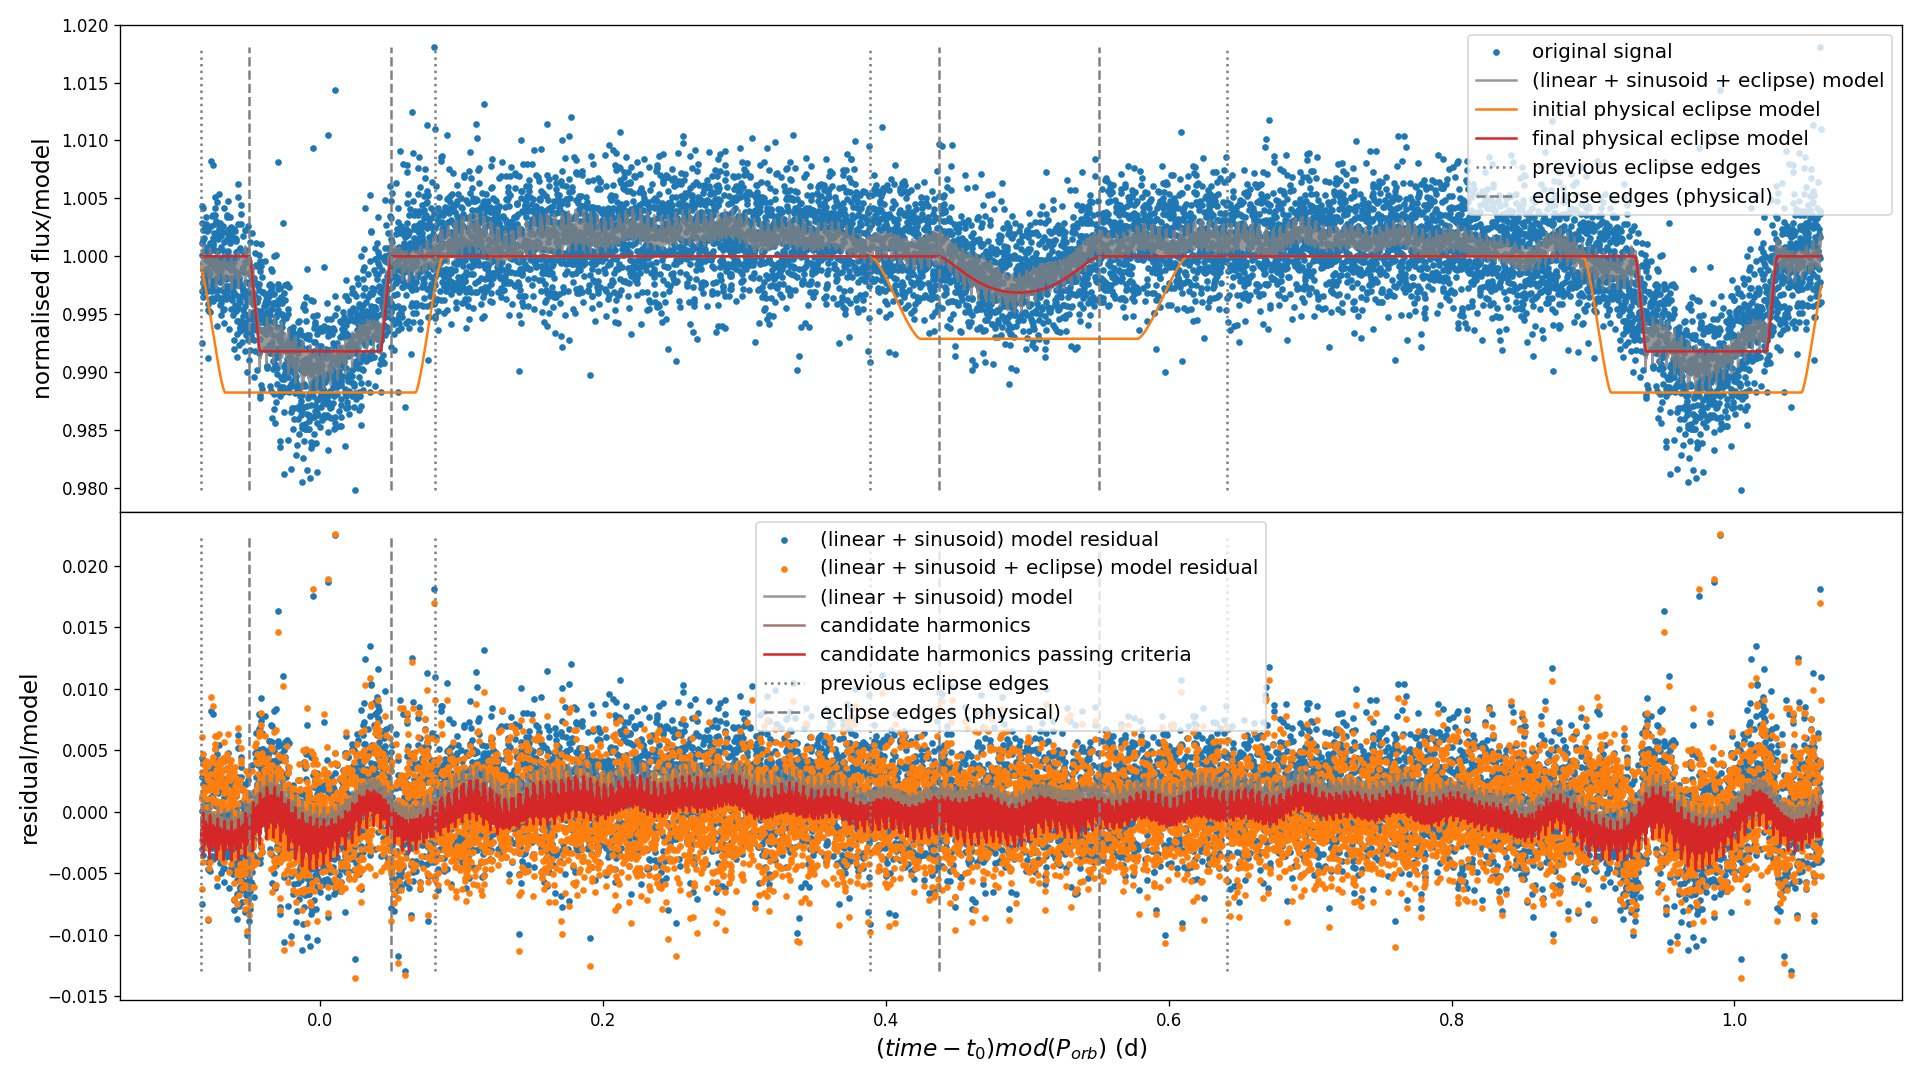 1.020
1.015
1.010
1.005
1.000
0.995
0.990
0.985
0.980
normalised flux/model
original signal
(linear + sinusoid + eclipse) model
initial physical eclipse model
final physical eclipse model
previous eclipse edges
eclipse edges (physical)
0.020
0.015
0.010
0.005
0.000
−0.005
−0.010
−0.015
residual/model
(linear + sinusoid) model residual
(linear + sinusoid + eclipse) model residual
(linear + sinusoid) model
candidate harmonics
candidate harmonics passing criteria
previous eclipse edges
eclipse edges (physical)
0.0 0.2 0.4 0.6 0.8 1.0
(time − t₀)mod(P_orb) (d)